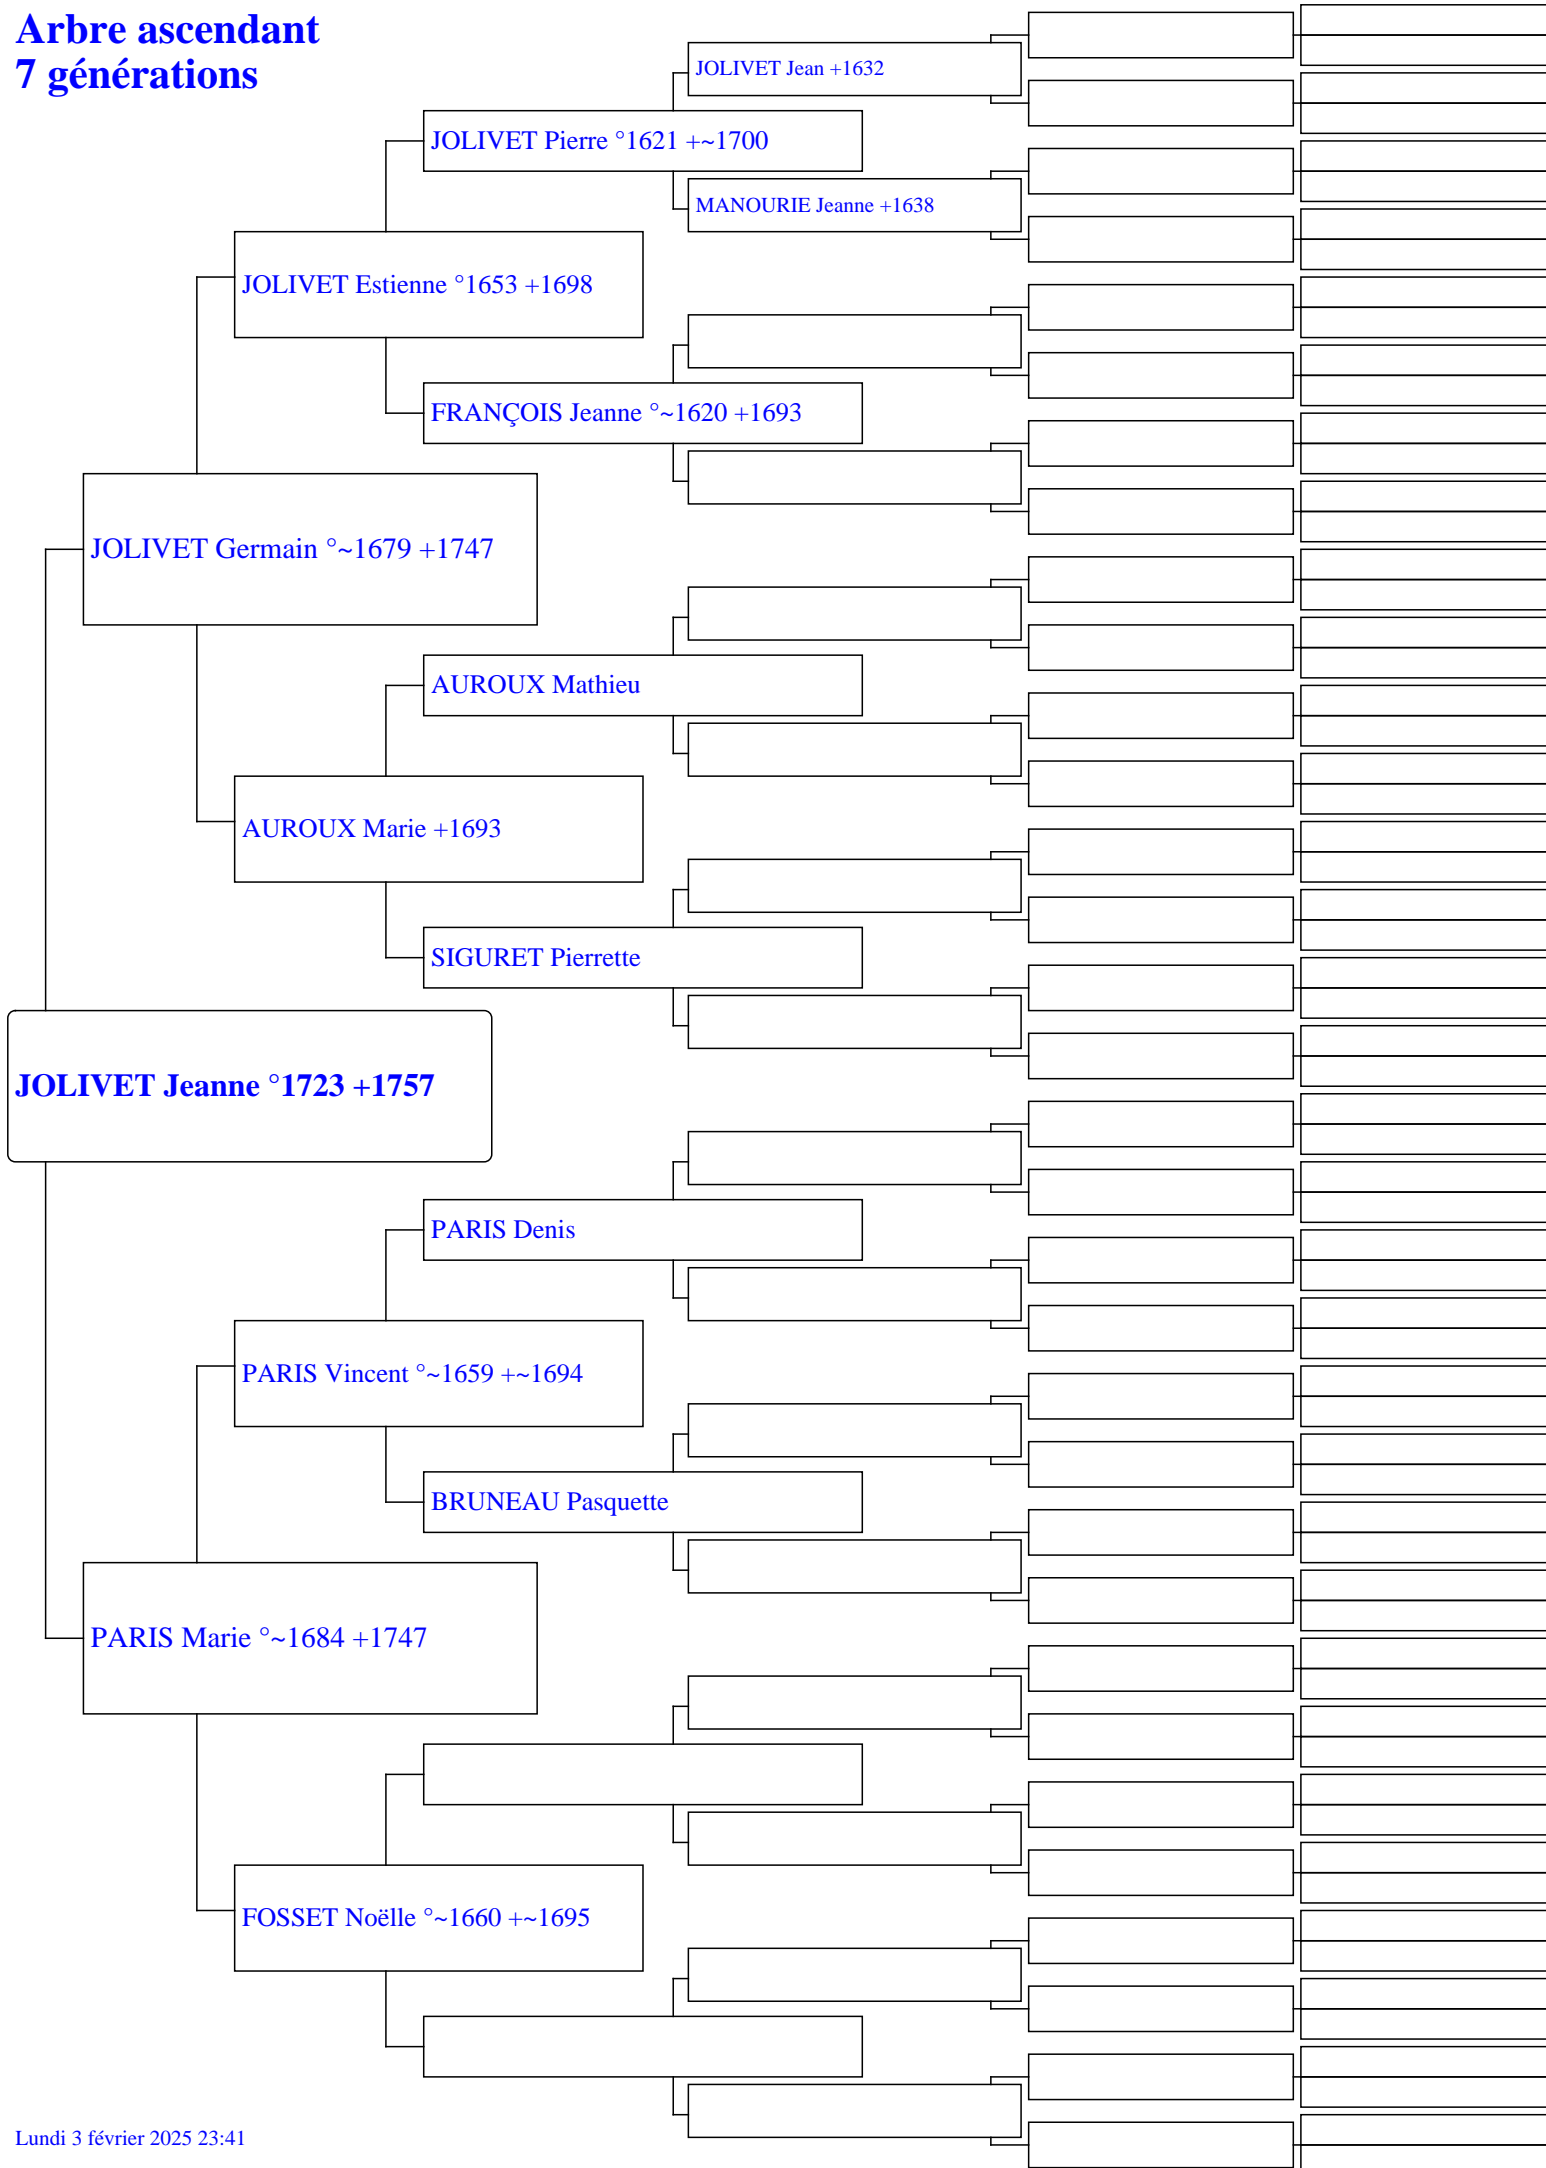 Arbre ascendant
7 générations
JOLIVET Jean +1632
JOLIVET Pierre °1621 +~1700
MANOURIE Jeanne +1638
JOLIVET Estienne °1653 +1698
FRANÇOIS Jeanne °~1620 +1693
JOLIVET Germain °~1679 +1747
AUROUX Mathieu
AUROUX Marie +1693
SIGURET Pierrette
JOLIVET Jeanne °1723 +1757
PARIS Denis
PARIS Vincent °~1659 +~1694
BRUNEAU Pasquette
PARIS Marie °~1684 +1747
FOSSET Noëlle °~1660 +~1695
Lundi 3 février 2025 23:41